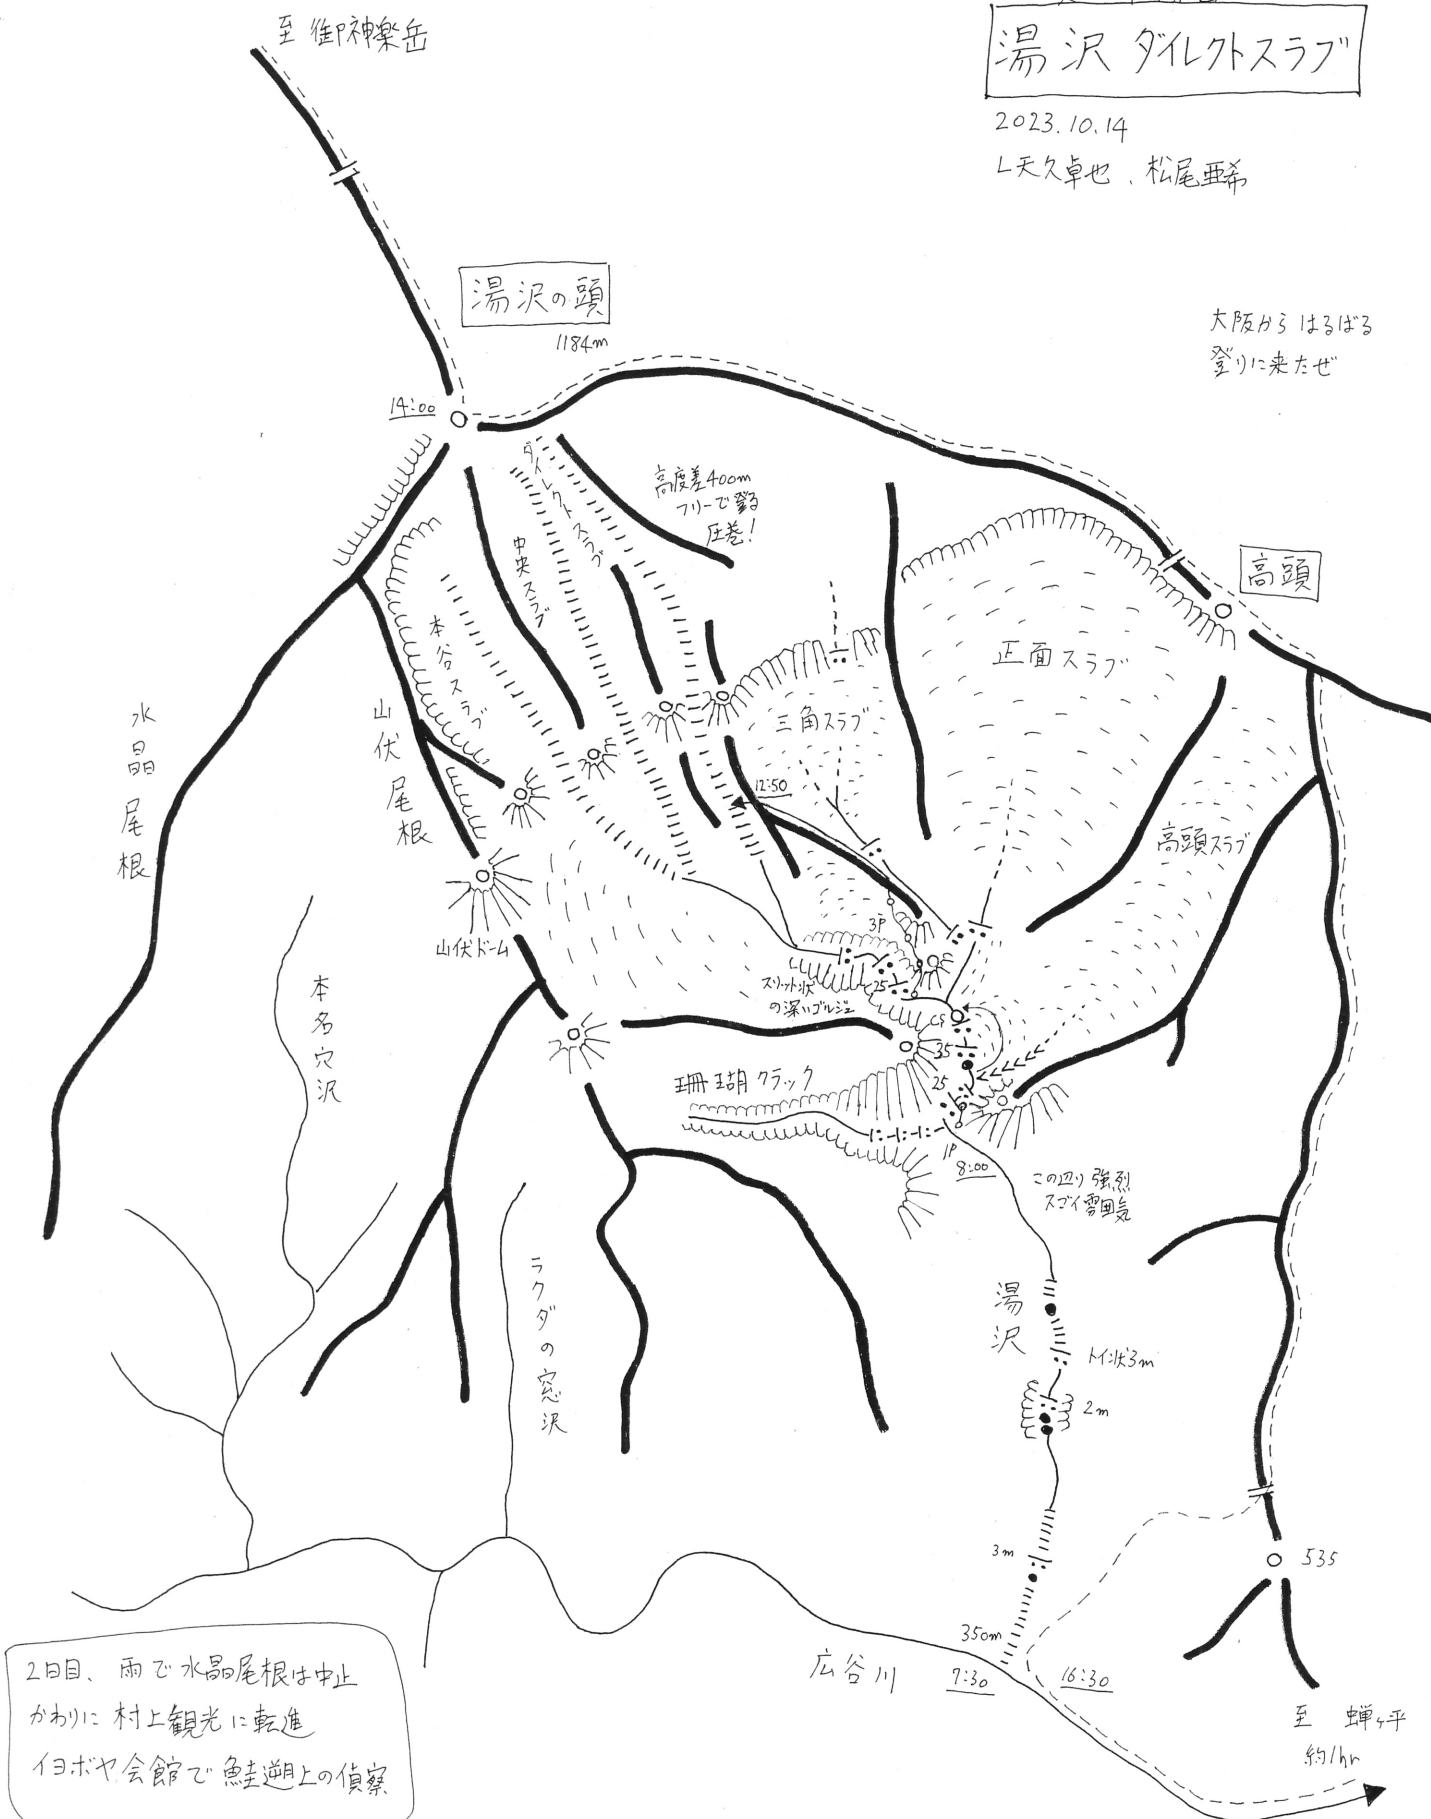 至 御神楽岳
湯沢 ダイレクトスラブ
2023.10.14
L天久卓也、松尾亜希
湯沢の頭
1184m
大阪から はるばる
登りに来たぜ
14:00
ダイレクトスラブ
高度差400m
フリーで登る
圧巻!
中央スラブ
本谷スラブ
高頭
正面スラブ
三角スラブ
水晶尾根
山伏尾根
12:50
高頭スラブ
3P
山伏ドーム
スリット状
の深いゴルジュ
25
CS
35
25
本名穴沢
珊瑚クラック
1P
8:00
この辺り強烈
スゴイ雰囲気
ラクダの窓沢
湯沢
トイ状3m
2m
3m
535
350m
広谷川
7:30
16:30
至 蝉ヶ平
約1hr
2日目、雨で水晶尾根は中止
かわりに 村上観光に転進
イヨボヤ会館で鮭遡上の偵察